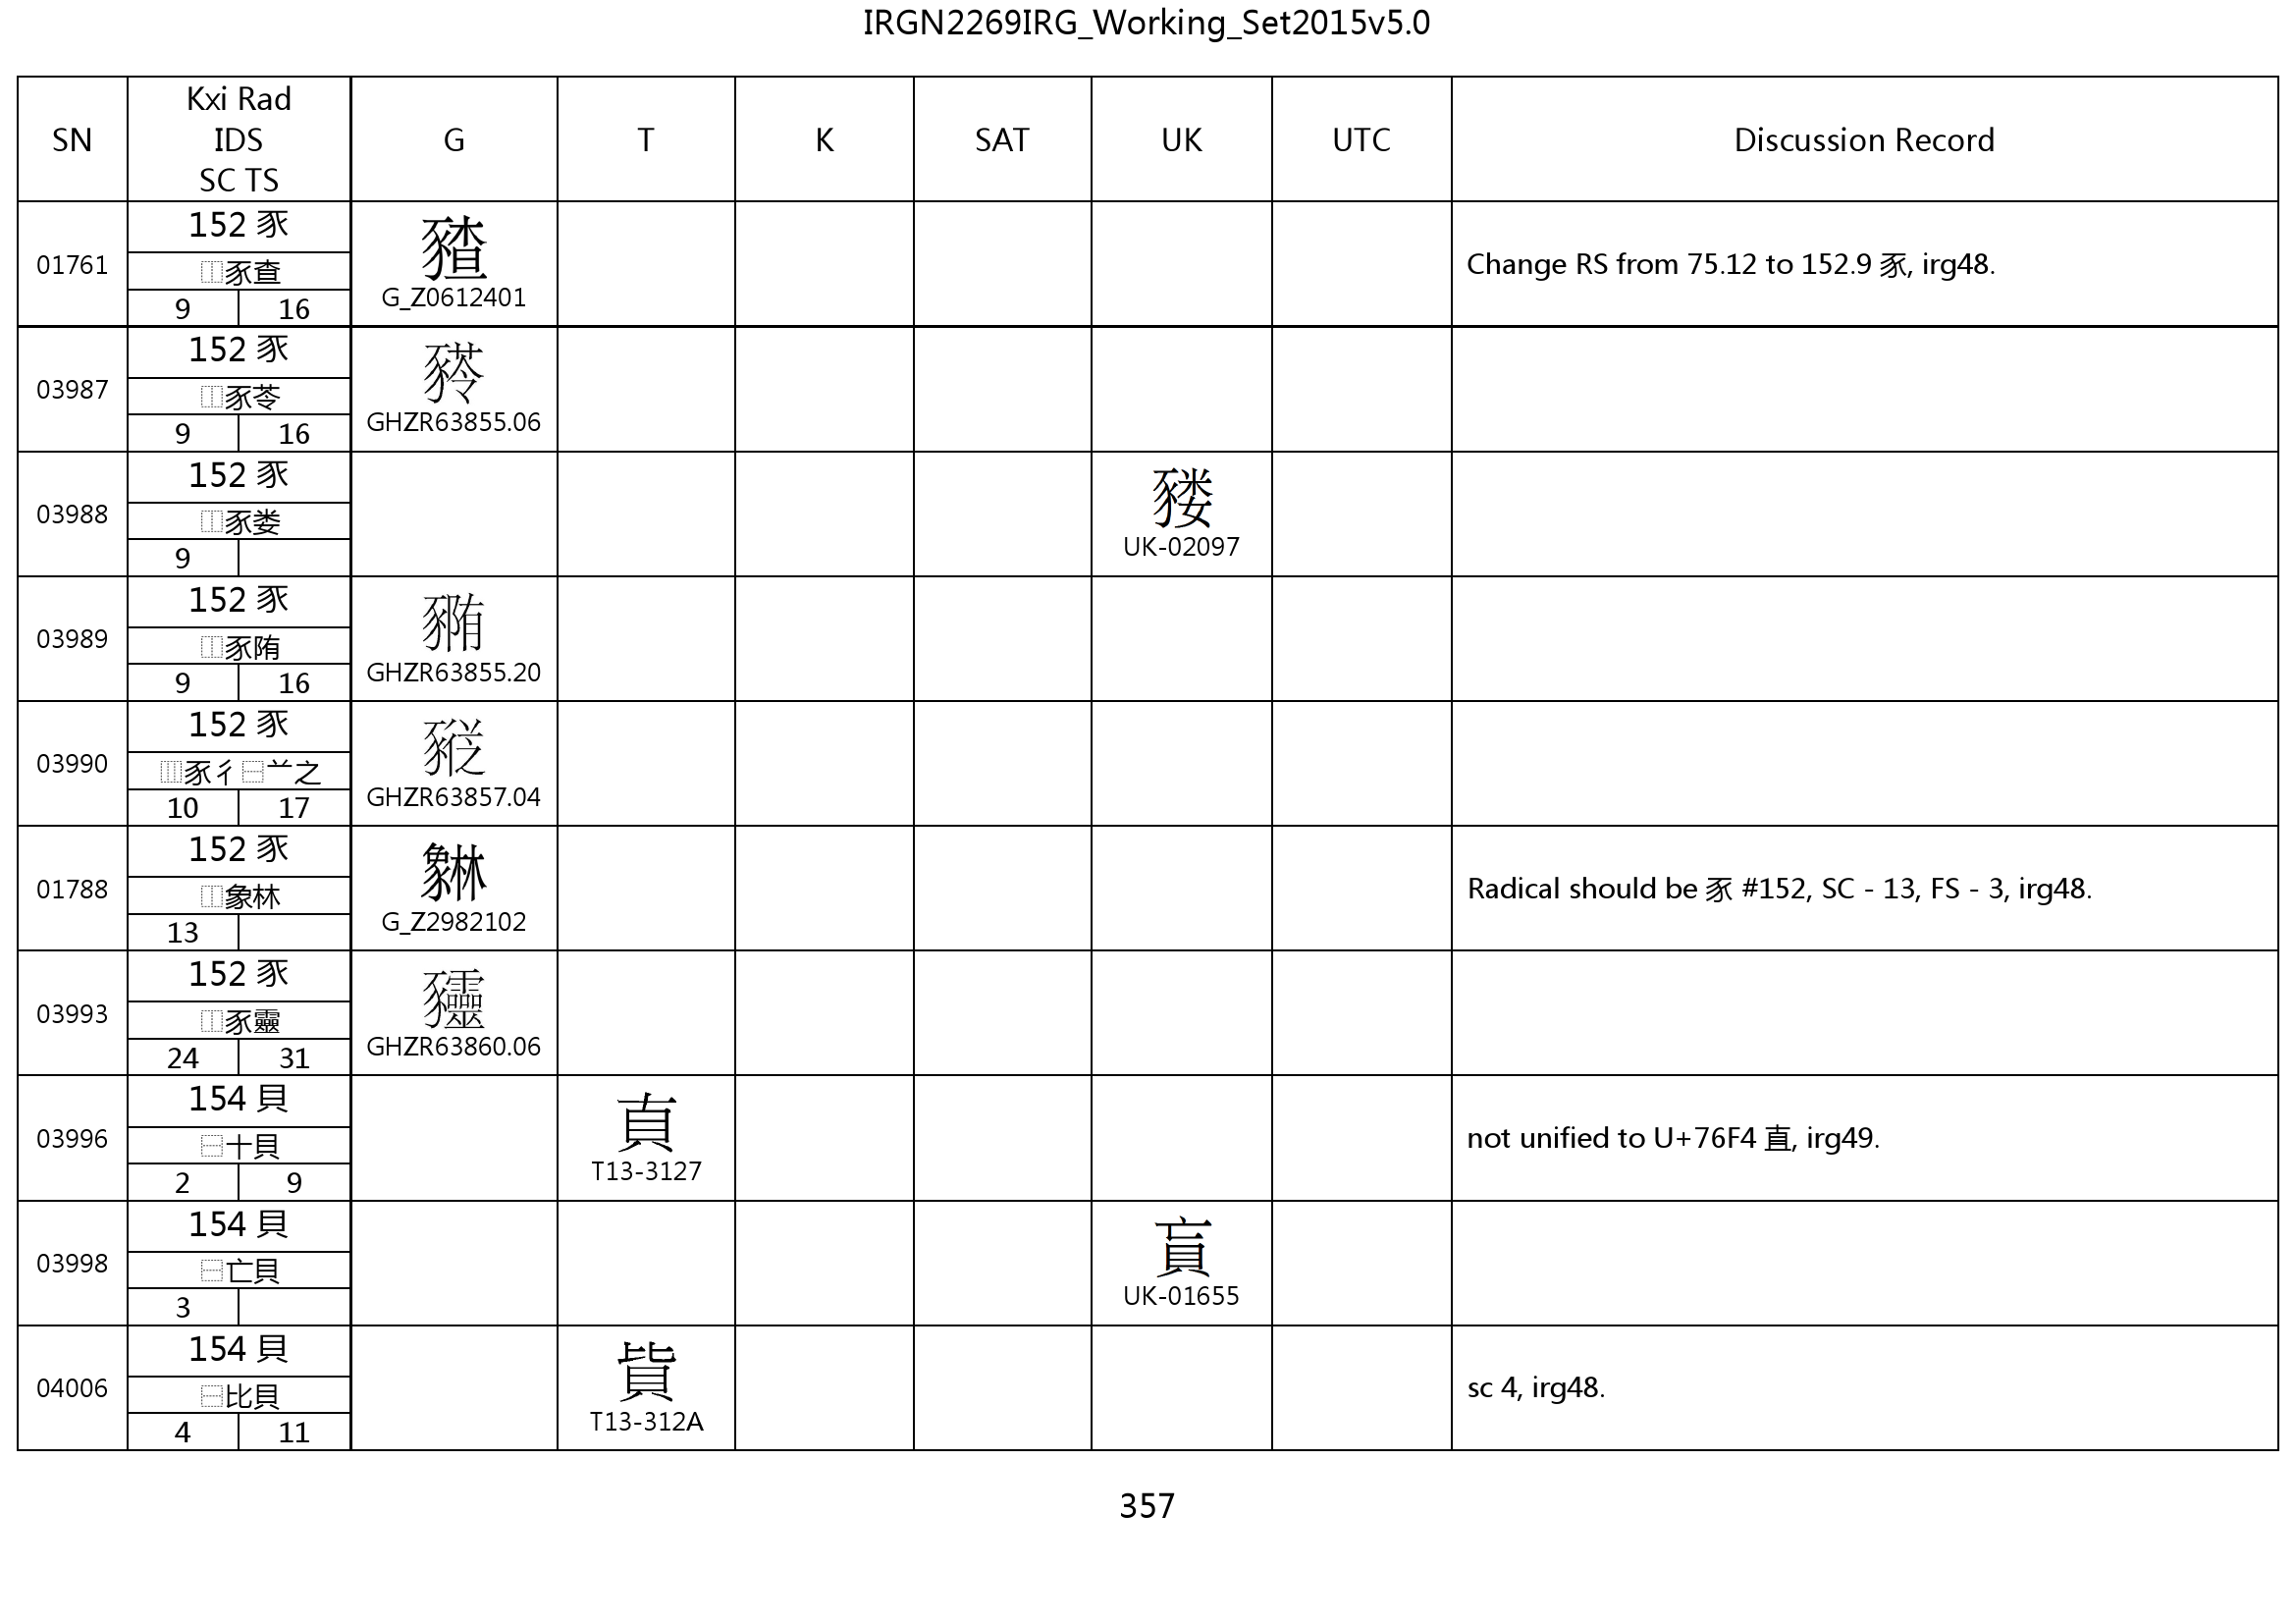 IRGN2269IRG_Working_Set2015v5.0
SN
Kxi Rad
IDS
SC TS
G
T
K
SAT
UK
UTC
Discussion Record
01761
152 豕
⿰豕查
9 16
G_Z0612401
Change RS from 75.12 to 152.9 豕, irg48.
03987
152 豕
⿰豕苓
9 16
GHZR63855.06
03988
152 豕
⿰豕娄
9
UK-02097
03989
152 豕
⿰豕陏
9 16
GHZR63855.20
03990
152 豕
⿲豕彳⿱䒑之
10 17
GHZR63857.04
01788
152 豕
⿰象林
13
G_Z2982102
Radical should be 豕 #152, SC - 13, FS - 3, irg48.
03993
152 豕
⿰豕靈
24 31
GHZR63860.06
03996
154 貝
⿱十貝
2 9
T13-3127
not unified to U+76F4 直, irg49.
03998
154 貝
⿱亡貝
3
UK-01655
04006
154 貝
⿱比貝
4 11
T13-312A
sc 4, irg48.
357